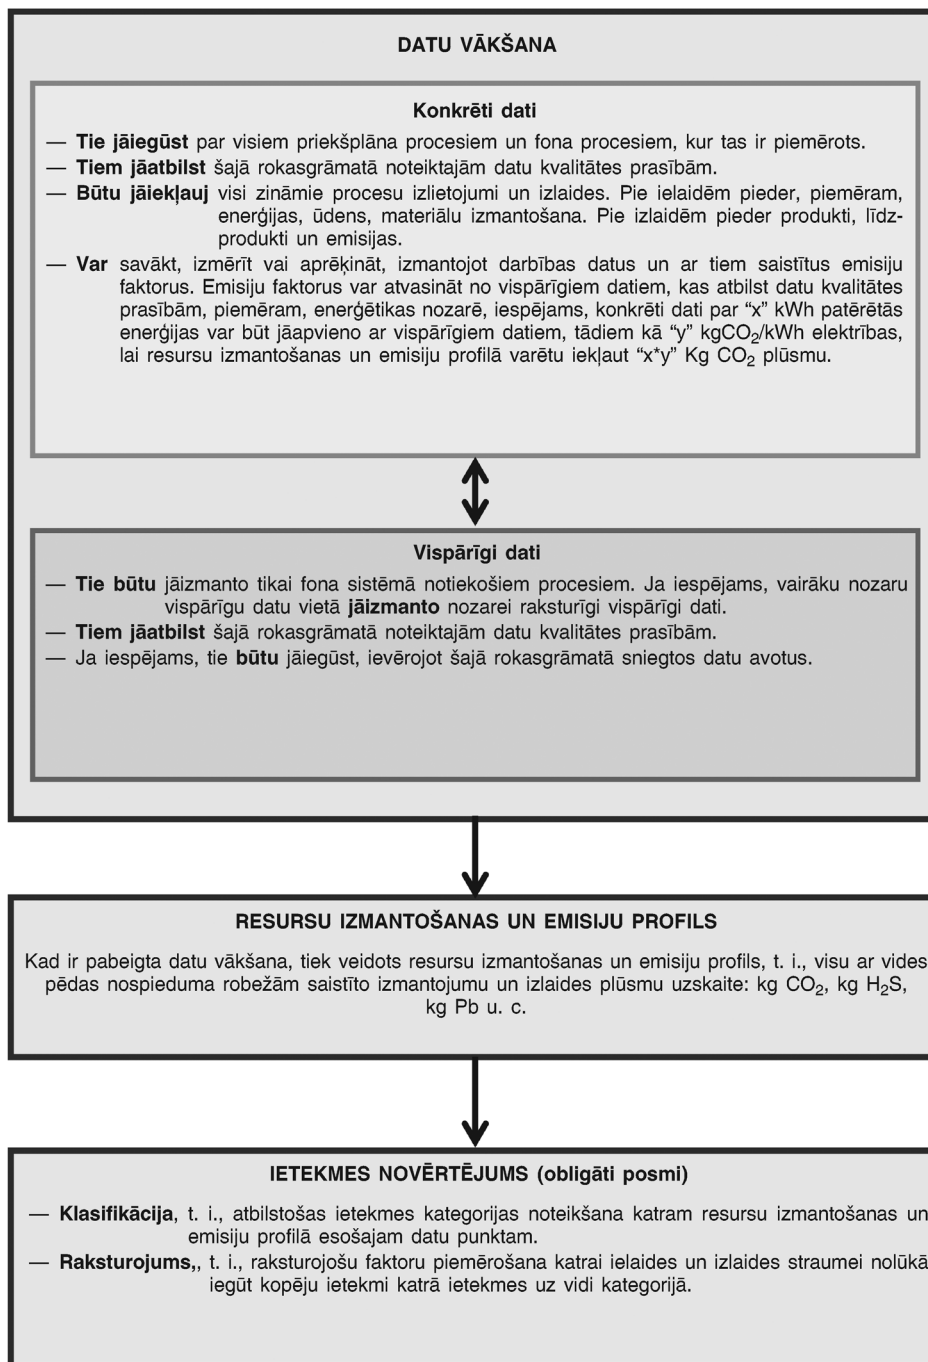 DATU VĀKŠANA
Konkrēti dati
— Tie jāiegūst par visiem priekšplāna procesiem un fona procesiem, kur tas ir piemērots.
— Tiem jāatbilst šajā rokasgrāmatā noteiktajām datu kvalitātes prasībām.
— Būtu jāiekļauj visi zināmie procesu izlietojumi un izlaides. Pie ielaidēm pieder, piemēram,
enerģijas, ūdens, materiālu izmantošana. Pie izlaidēm pieder produkti, līdz-
produkti un emisijas.
— Var savākt, izmērīt vai aprēķināt, izmantojot darbības datus un ar tiem saistītus emisiju
faktorus. Emisiju faktorus var atvasināt no vispārīgiem datiem, kas atbilst datu kvalitātes
prasībām, piemēram, enerģētikas nozarē, iespējams, konkrēti dati par “x” kWh patērētās
enerģijas var būt jāapvieno ar vispārīgiem datiem, tādiem kā “y” kgCO₂/kWh elektrības,
lai resursu izmantošanas un emisiju profilā varētu iekļaut “x*y” Kg CO₂ plūsmu.
Vispārīgi dati
— Tie būtu jāizmanto tikai fona sistēmā notiekošiem procesiem. Ja iespējams, vairāku nozaru
vispārīgu datu vietā jāizmanto nozarei raksturīgi vispārīgi dati.
— Tiem jāatbilst šajā rokasgrāmatā noteiktajām datu kvalitātes prasībām.
— Ja iespējams, tie būtu jāiegūst, ievērojot šajā rokasgrāmatā sniegtos datu avotus.
RESURSU IZMANTOŠANAS UN EMISIJU PROFILS
Kad ir pabeigta datu vākšana, tiek veidots resursu izmantošanas un emisiju profils, t. i., visu ar vides
pēdas nospieduma robežām saistīto izmantojumu un izlaides plūsmu uzskaite: kg CO₂, kg H₂S,
kg Pb u. c.
IETEKMES NOVĒRTĒJUMS (obligāti posmi)
— Klasifikācija, t. i., atbilstošas ietekmes kategorijas noteikšana katram resursu izmantošanas un
emisiju profilā esošajam datu punktam.
— Raksturojums,, t. i., raksturojošu faktoru piemērošana katrai ielaides un izlaides straumei nolūkā
iegūt kopēju ietekmi katrā ietekmes uz vidi kategorijā.